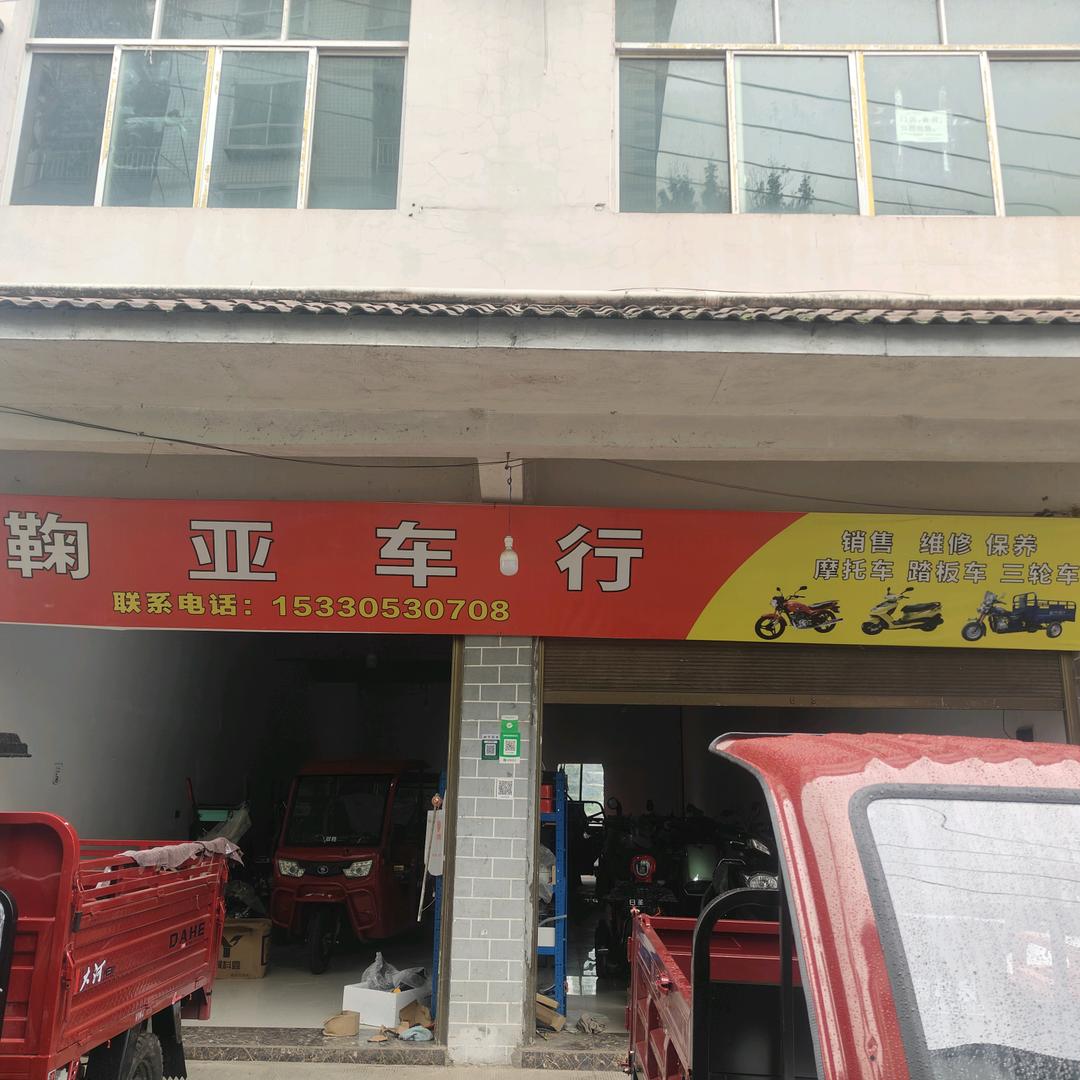 鞠亚车行
联系电话：15330530708
销售 维修 保养
摩托车 踏板车 三轮车
DAHE
大河